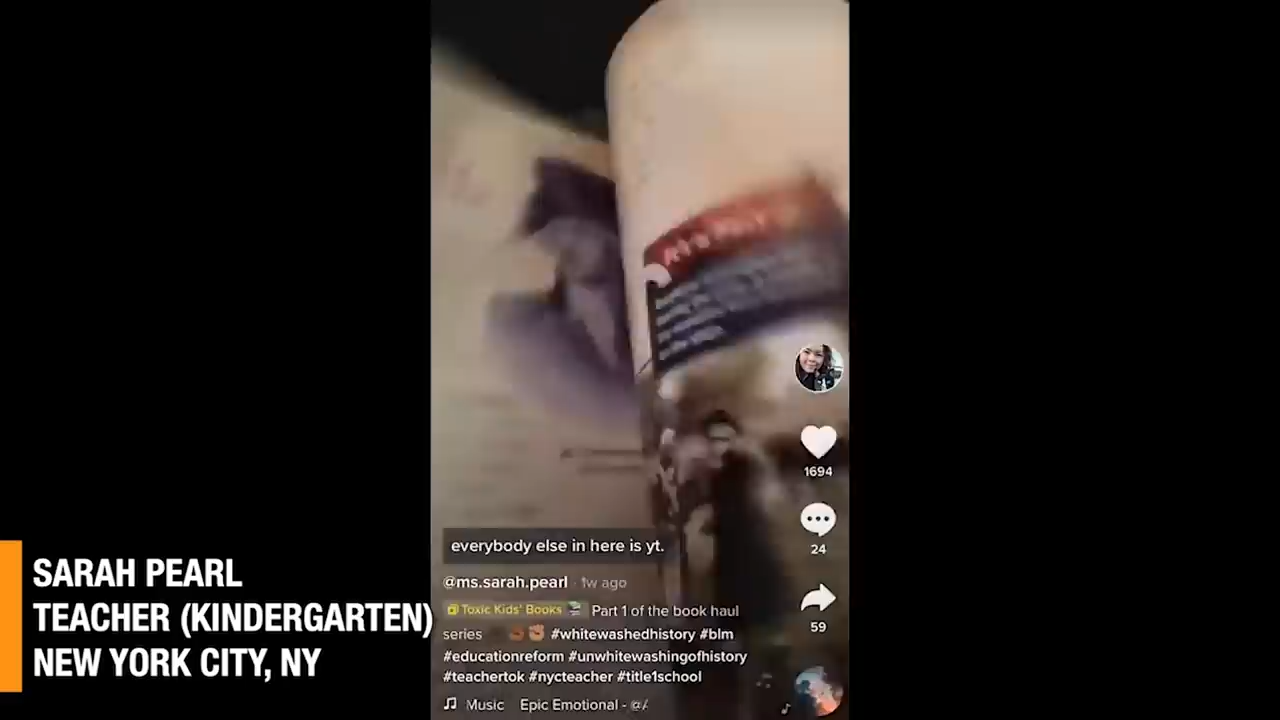 everybody else in here is yt.
@ms.sarah.pearl · 1w ago
Toxic Kids' Books Part 1 of the book haul
series #whitewashedhistory #blm
#educationreform #unwhitewashingofhistory
#teachertok #nycteacher #title1school
Music Epic Emotional - @/
1694
24
59
SARAH PEARL
TEACHER (KINDERGARTEN)
NEW YORK CITY, NY